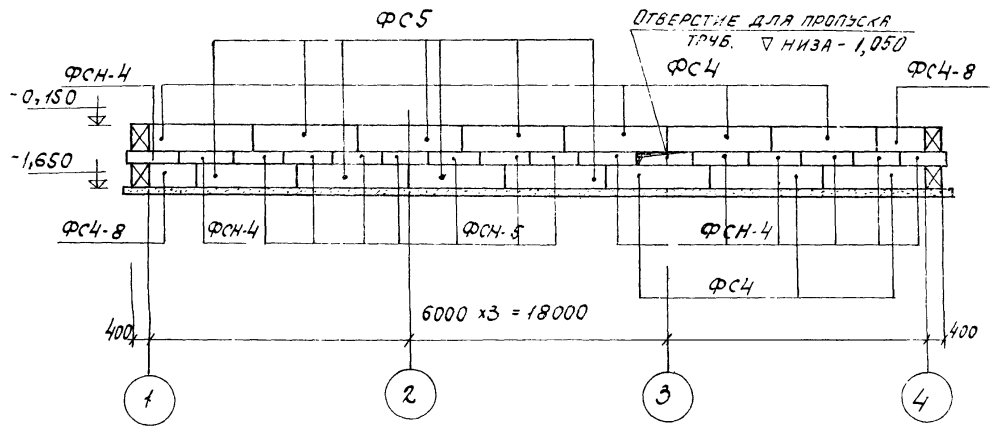 ФС5
ОТВЕРСТИЕ ДЛЯ ПРОПУСКА
ТРУБ. ▽ НИЗА - 1,050
ФСН-4
ФС4
ФС4-8
-0,150
-1,650
ФС4-8
ФСН-4
ФСН-5
ФСН-4
ФС4
6000 х3 = 18000
400
400
1
2
3
4